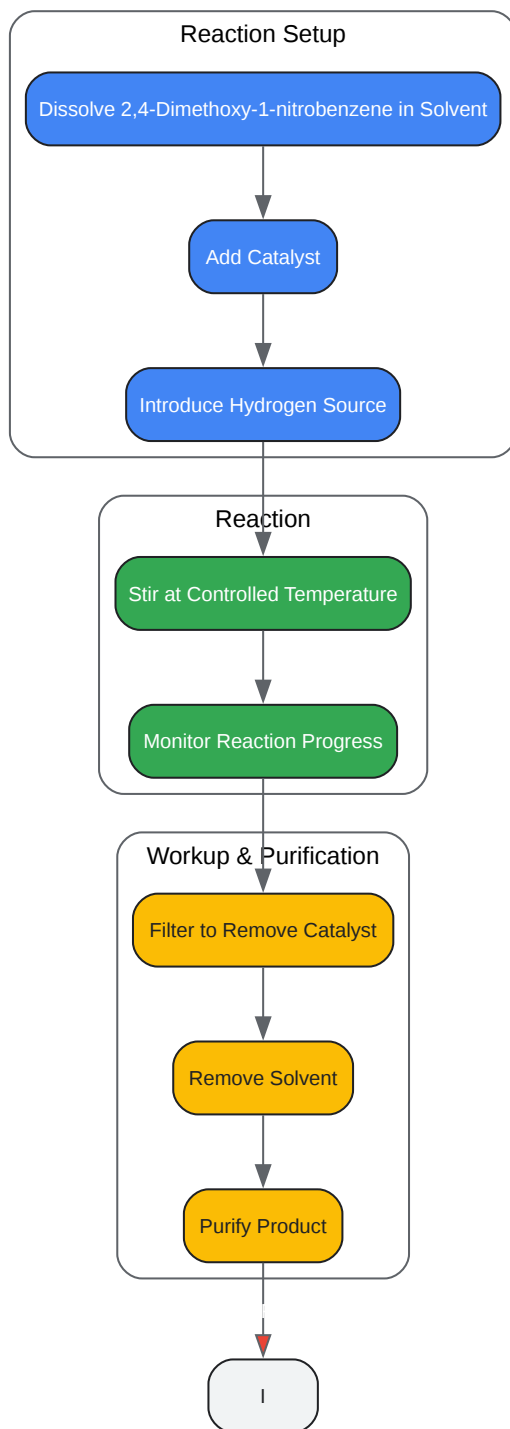 Reaction Setup
Dissolve 2,4-Dimethoxy-1-nitrobenzene in Solvent
Add Catalyst
Introduce Hydrogen Source
Reaction
Stir at Controlled Temperature
Monitor Reaction Progress
Workup & Purification
Filter to Remove Catalyst
Remove Solvent
Purify Product
I